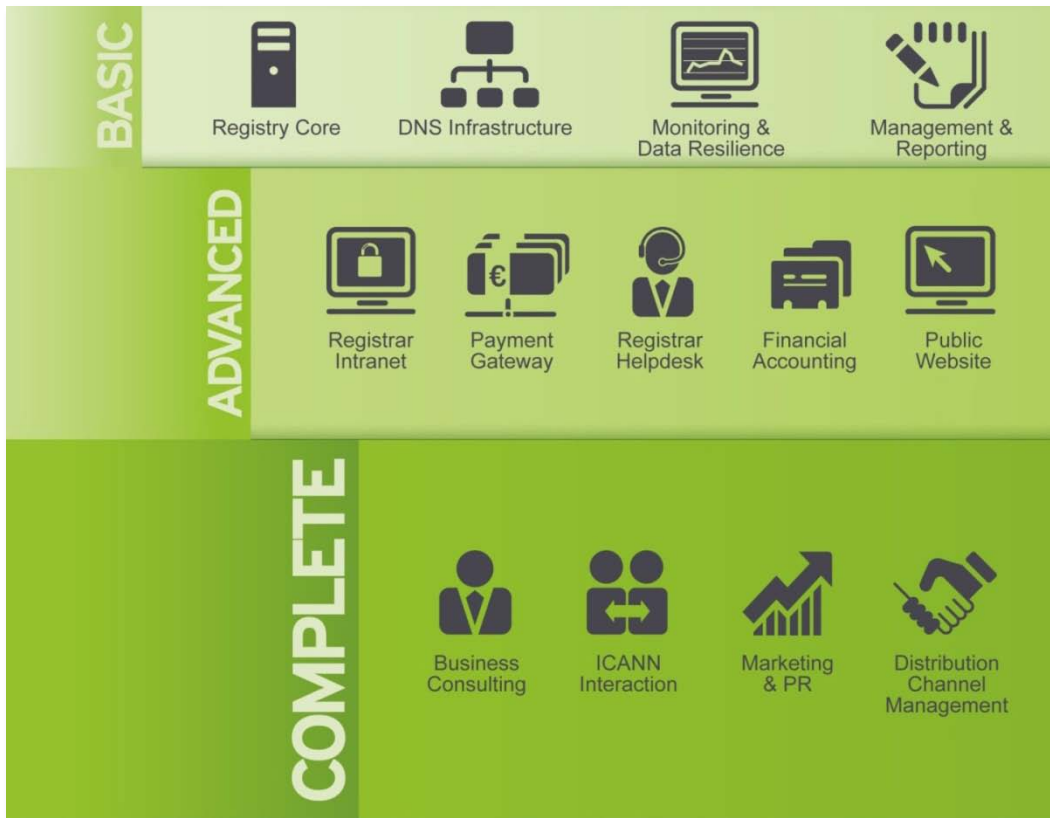 BASIC
Registry Core
DNS Infrastructure
Monitoring &
Data Resilience
Management &
Reporting
ADVANCED
€
Registrar
Intranet
Payment
Gateway
Registrar
Helpdesk
Financial
Accounting
Public
Website
COMPLETE
Business
Consulting
ICANN
Interaction
Marketing
& PR
Distribution
Channel
Management